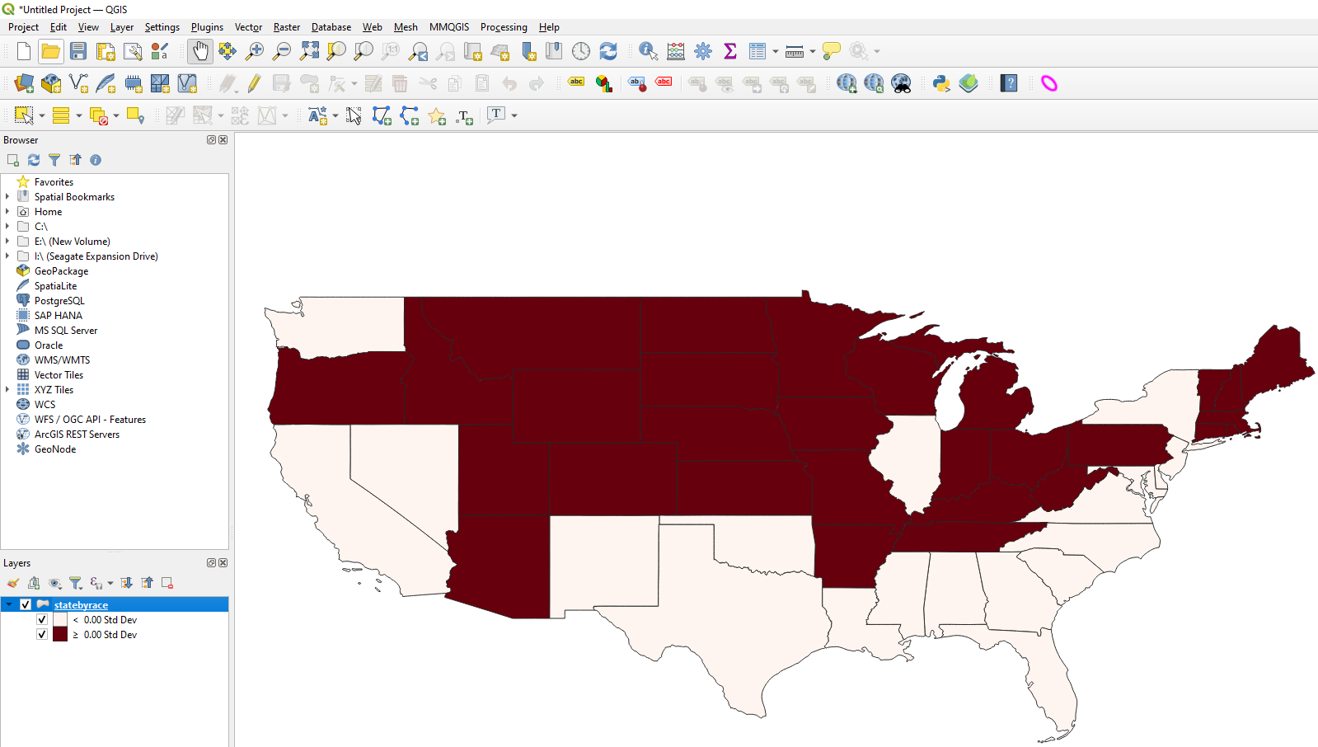 *Untitled Project — QGIS
Project Edit View Layer Settings Plugins Vector Raster Database Web Mesh MMQGIS Processing Help
Browser
Favorites
Spatial Bookmarks
Home
C:\
E:\ (New Volume)
I:\ (Seagate Expansion Drive)
GeoPackage
SpatiaLite
PostgreSQL
SAP HANA
MS SQL Server
Oracle
WMS/WMTS
Vector Tiles
XYZ Tiles
WCS
WFS / OGC API - Features
ArcGIS REST Servers
GeoNode
Layers
statebyrace
< 0.00 Std Dev
≥ 0.00 Std Dev